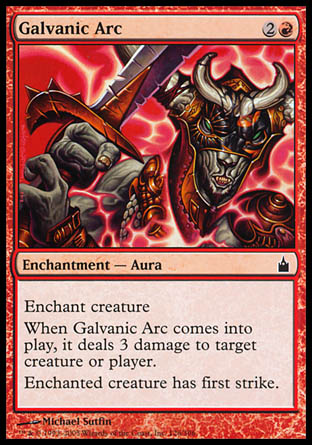 Galvanic Arc 2
Enchantment — Aura
Enchant creature
When Galvanic Arc comes into
play, it deals 3 damage to target
creature or player.
Enchanted creature has first strike.
Michael Sutfin